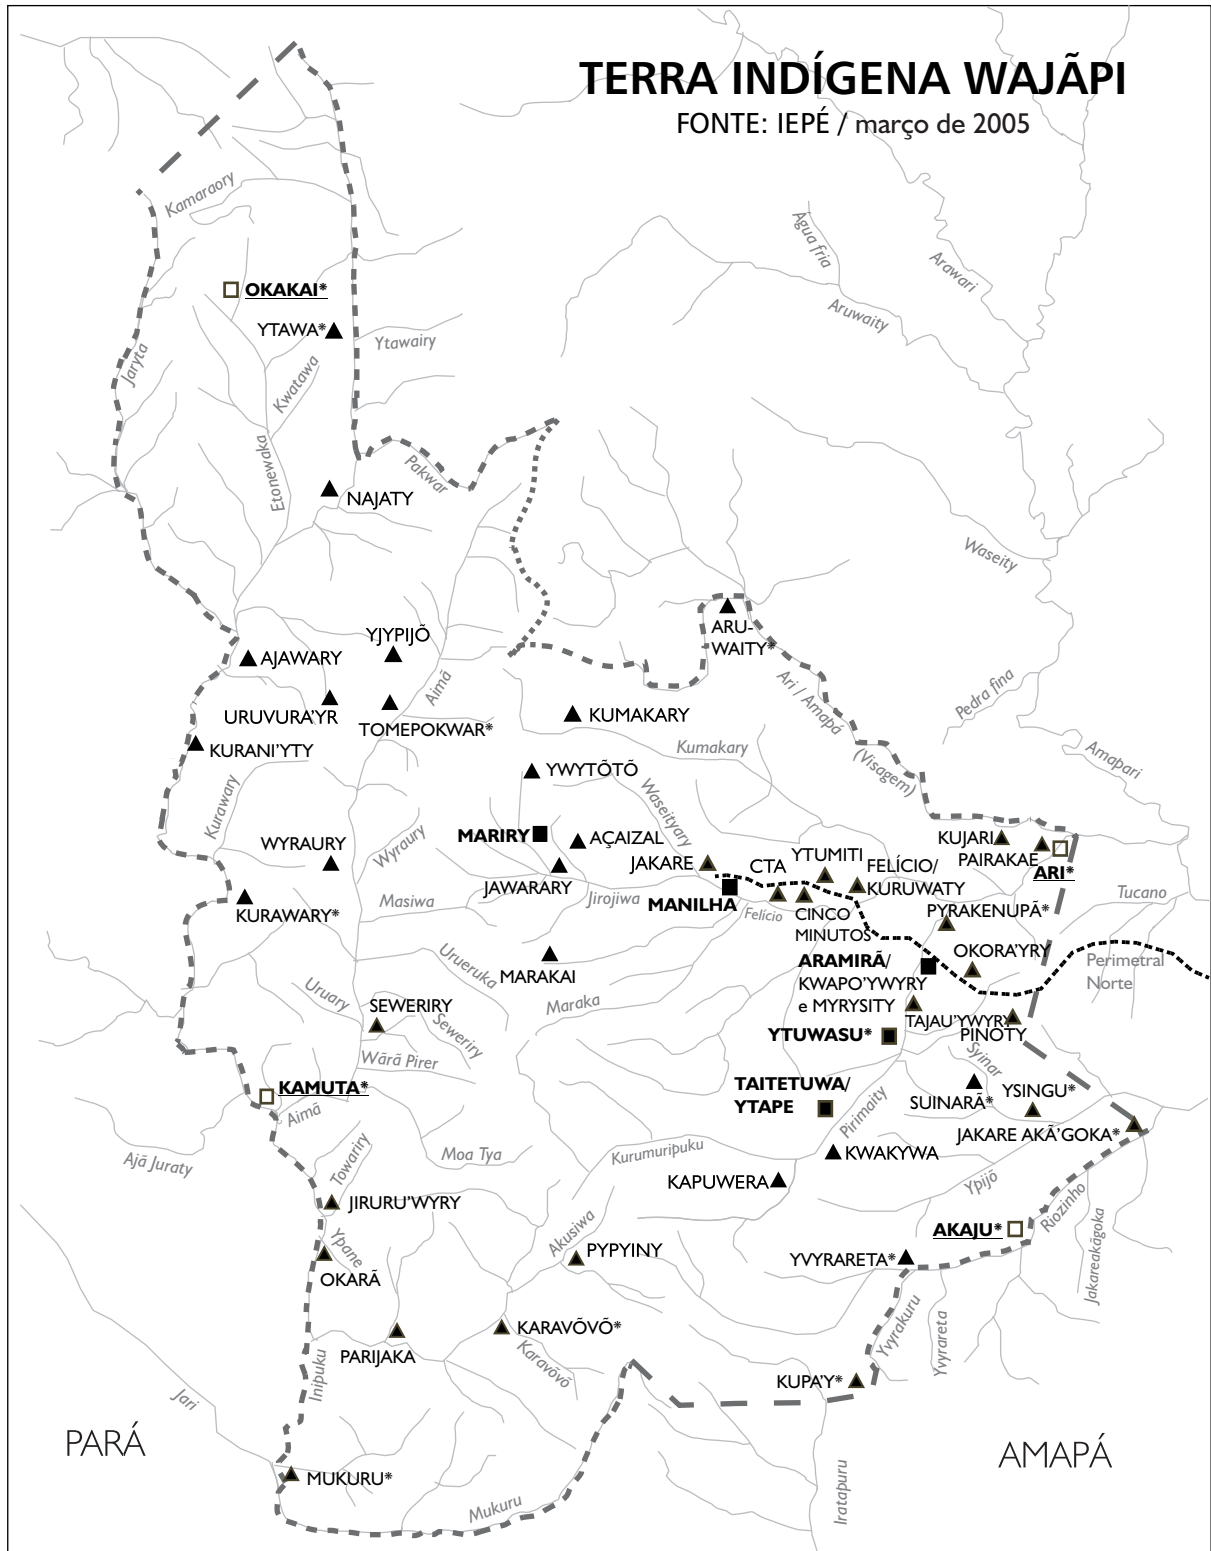 TERRA INDÍGENA WAJÃPI
FONTE: IEPÉ / março de 2005
Kamaraory
Água fria
Arawari
OKAKAI*
Aruwaity
YTAWA*
Ytawairy
Jaryta
Kwatawa
Etonewaka
Pakwar
NAJATY
Waseity
ARU-
WAITY*
YJYPIJÕ
AJAWARY
Aimã
Ari / Amapá
Pedra fina
URUVURA'YR
TOMEPOKWAR*
KUMAKARY
KURANI'YTY
Kumakary
(Visagem)
Amapari
YWYTÕTÕ
Waseityary
Kurawary
MARIRY
AÇAIZAL
KUJARI
WYRAURY
Wyraury
JAKARE
CTA
YTUMITI
FELÍCIO/
KURUWATY
PAIRAKAE
ARI*
JAWARARY
Jirojiwa
MANILHA
Tucano
Masiwa
KURAWARY*
Felício
CINCO
MINUTOS
PYRAKENUPÃ*
Urueruka
MARAKAI
ARAMIRÃ/
KWAPO'YWYRY
e MYRYSITY
OKORA'YRY
Perimetral
Norte
Uruary
SEWERIRY
Maraka
Seweriry
TAJAU'YWYRY
PINOTY
YTUWASU*
Wãrã Pirer
Syinar
KAMUTA*
TAITETUWA/
YTAPE
SUINARÃ*
YSINGU*
Aimã
Pirimaity
JAKARE AKÃ'GOKA*
Ajã Juraty
Towariry
Moa Tya
Kurumuripuku
KWAKYWA
KAPUWERA
Ypijõ
JIRURU'WYRY
Riozinho
Jakareakãgoka
Akusiwa
AKAJU*
Ypane
PYPYINY
YVYRARETA*
OKARÃ
KARAVÕVÕ*
Yvyrakuru
Yvyrareta
PARIJAKA
Karavõvõ
Inipuku
KUPA'Y*
Jari
PARÁ
AMAPÁ
MUKURU*
Mukuru
Iratapuru